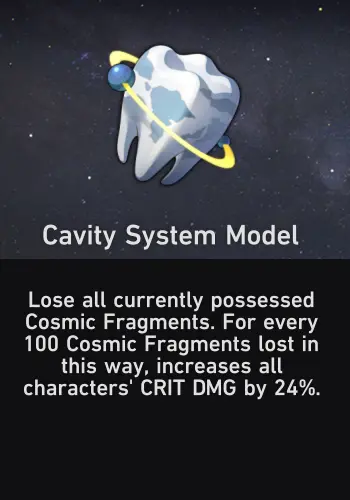 Cavity System Model
Lose all currently possessed
Cosmic Fragments. For every
100 Cosmic Fragments lost in
this way, increases all
characters' CRIT DMG by 24%.